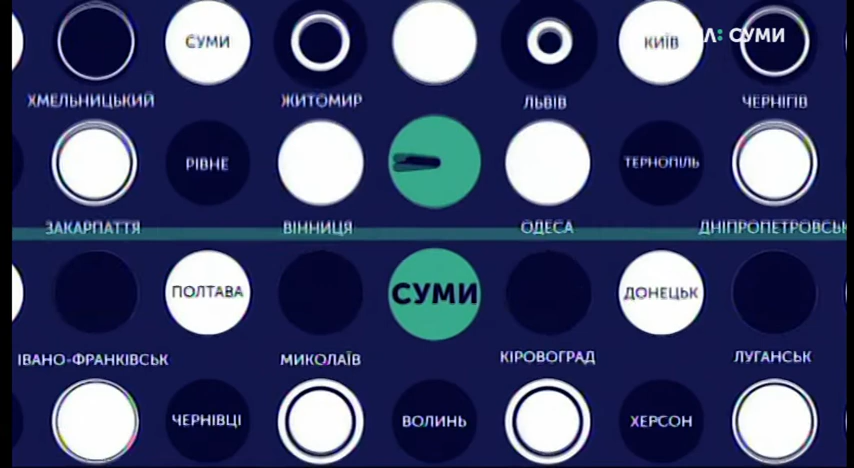 СУМИ
КИЇВ
Л: СУМИ
ХМЕЛЬНИЦЬКИЙ
ЖИТОМИР
ЛЬВІВ
ЧЕРНІГІВ
РІВНЕ
ТЕРНОПІЛЬ
ЗАКАРПАТТЯ
ВІННИЦЯ
ОДЕСА
ДНІПРОПЕТРОВСЬК
ПОЛТАВА
СУМИ
ДОНЕЦЬК
ІВАНО-ФРАНКІВСЬК
МИКОЛАЇВ
КІРОВОГРАД
ЛУГАНСЬК
ЧЕРНІВЦІ
ВОЛИНЬ
ХЕРСОН